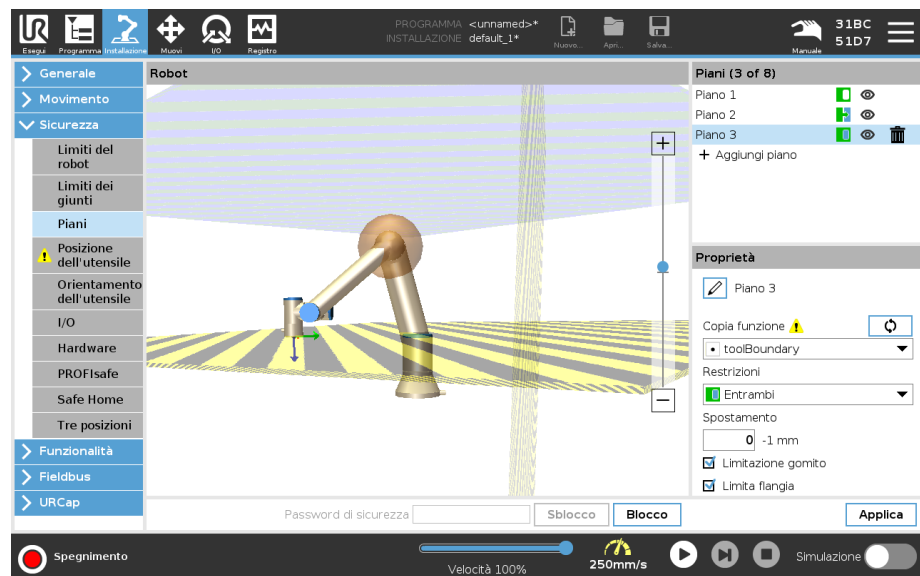 PROGRAMMA <unnamed>*
INSTALLAZIONE default_1*
Esegui Programma Installazione Muovi I/O Registro
Nuovo... Apri... Salva...
Manuale
31BC
51D7
Generale
Movimento
Sicurezza
Limiti del
robot
Limiti dei
giunti
Piani
Posizione
dell'utensile
Orientamento
dell'utensile
I/O
Hardware
PROFIsafe
Safe Home
Tre posizioni
Funzionalità
Fieldbus
URCap
Robot
+
−
Piani (3 of 8)
Piano 1
Piano 2
Piano 3
+ Aggiungi piano
Proprietà
Piano 3
Copia funzione
toolBoundary
Restrizioni
Entrambi
Spostamento
0 -1 mm
Limitazione gomito
Limita flangia
Password di sicurezza Sblocco Blocco
Applica
Spegnimento
Velocità 100%
250mm/s
Simulazione